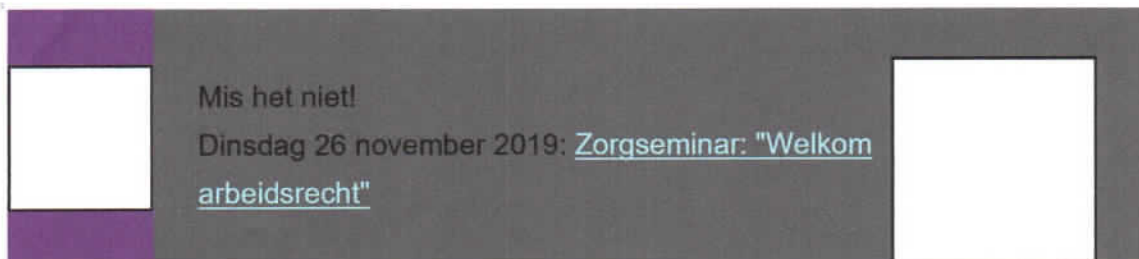 Mis het niet!
Dinsdag 26 november 2019: Zorgseminar: "Welkom
arbeidsrecht"